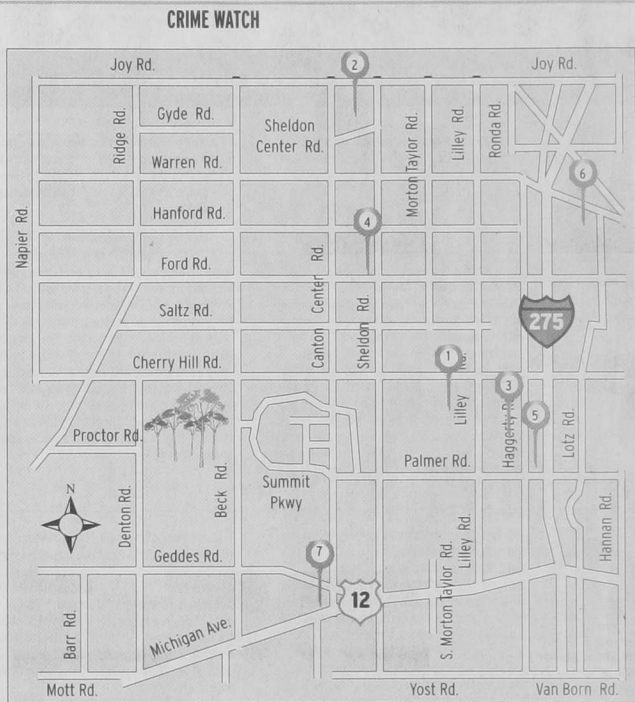 CRIME WATCH
Joy Rd.
2
Joy Rd.
Ridge Rd.
Gyde Rd.
Sheldon
Center Rd.
Morton Taylor Rd.
Lilley Rd.
Ronda Rd.
Warren Rd.
6
Napier Rd.
Hanford Rd.
4
Ford Rd.
Canton Center Rd.
Sheldon Rd.
Saltz Rd.
275
Cherry Hill Rd.
1
Lilley
3
Haggerty
5
Lotz Rd.
Proctor Rd.
Beck Rd.
Palmer Rd.
Summit
Pkwy
N
Denton Rd.
Hannan Rd.
Geddes Rd.
7
12
S. Morton Taylor Rd.
Lilley Rd.
Barr Rd.
Michigan Ave.
Mott Rd.
Yost Rd.
Van Born Rd.